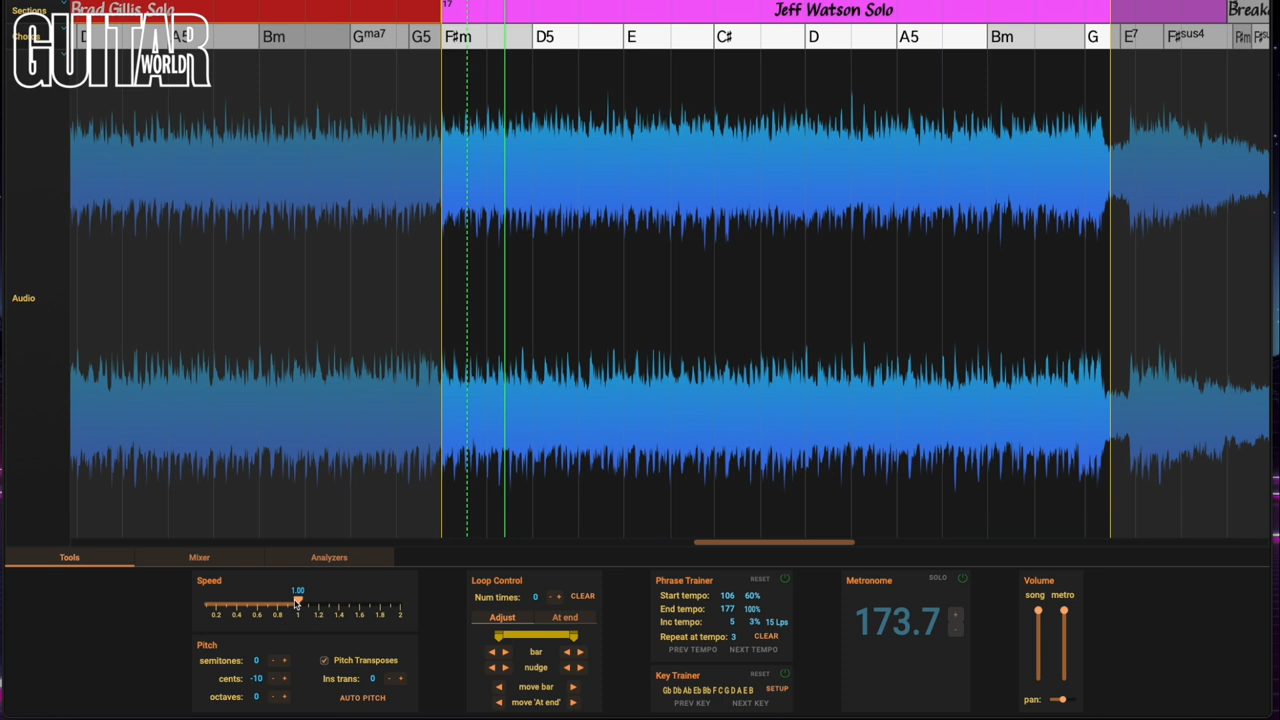 Sections Brad Gillis Solo 17 Jeff Watson Solo Break
Chords D A5 Bm Gma7 G5 F♯m D5 E C♯ D A5 Bm G E7 F♯sus4 F♯m F♯su
GUITAR
WORLD
Audio
Tools Mixer Analyzers
Speed
1.00
0.2 0.4 0.6 0.8 1 1.2 1.4 1.6 1.8 2
Pitch
semitones: 0 - + Pitch Transposes
cents: -10 - + Ins trans: 0 - +
octaves: 0 - + AUTO PITCH
Loop Control
Num times: 0 - + CLEAR
Adjust At end
bar
nudge
move bar
move 'At end'
Phrase Trainer RESET
Start tempo: 106 60%
End tempo: 177 100%
Inc tempo: 5 3% 15 Lps
Repeat at tempo: 3 CLEAR
PREV TEMPO NEXT TEMPO
Key Trainer RESET
Gb Db Ab Eb Bb F C G D A E B SETUP
PREV KEY NEXT KEY
Metronome SOLO
173.7 + -
Volume
song metro
pan: